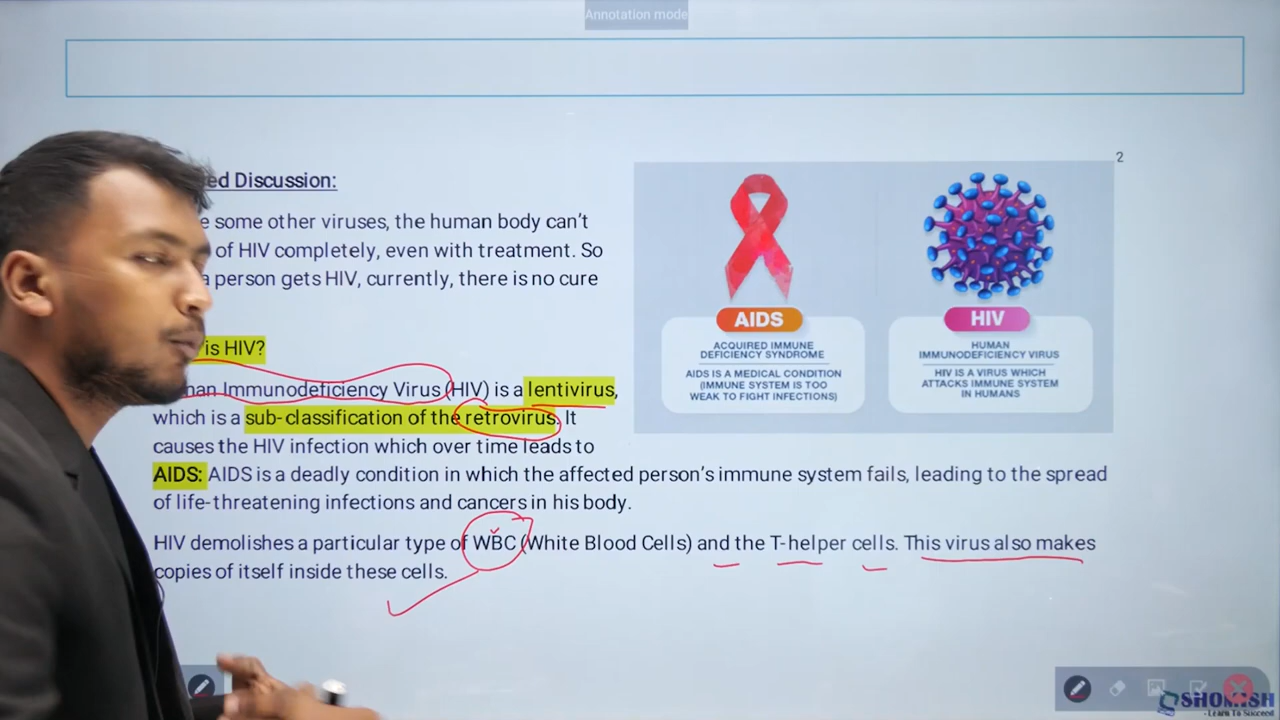 Annotation mode
2
ed Discussion:
e some other viruses, the human body can't
of HIV completely, even with treatment. So
a person gets HIV, currently, there is no cure
is HIV?
man Immunodeficiency Virus (HIV) is a lentivirus,
which is a sub-classification of the retrovirus. It
causes the HIV infection which over time leads to
AIDS: AIDS is a deadly condition in which the affected person's immune system fails, leading to the spread
of life-threatening infections and cancers in his body.
HIV demolishes a particular type of WBC (White Blood Cells) and the T-helper cells. This virus also makes
copies of itself inside these cells.
AIDS
ACQUIRED IMMUNE
DEFICIENCY SYNDROME
AIDS IS A MEDICAL CONDITION
(IMMUNE SYSTEM IS TOO
WEAK TO FIGHT INFECTIONS)
HIV
HUMAN
IMMUNODEFICIENCY VIRUS
HIV IS A VIRUS WHICH
ATTACKS IMMUNE SYSTEM
IN HUMANS
SHOMISH
- Learn To Succeed